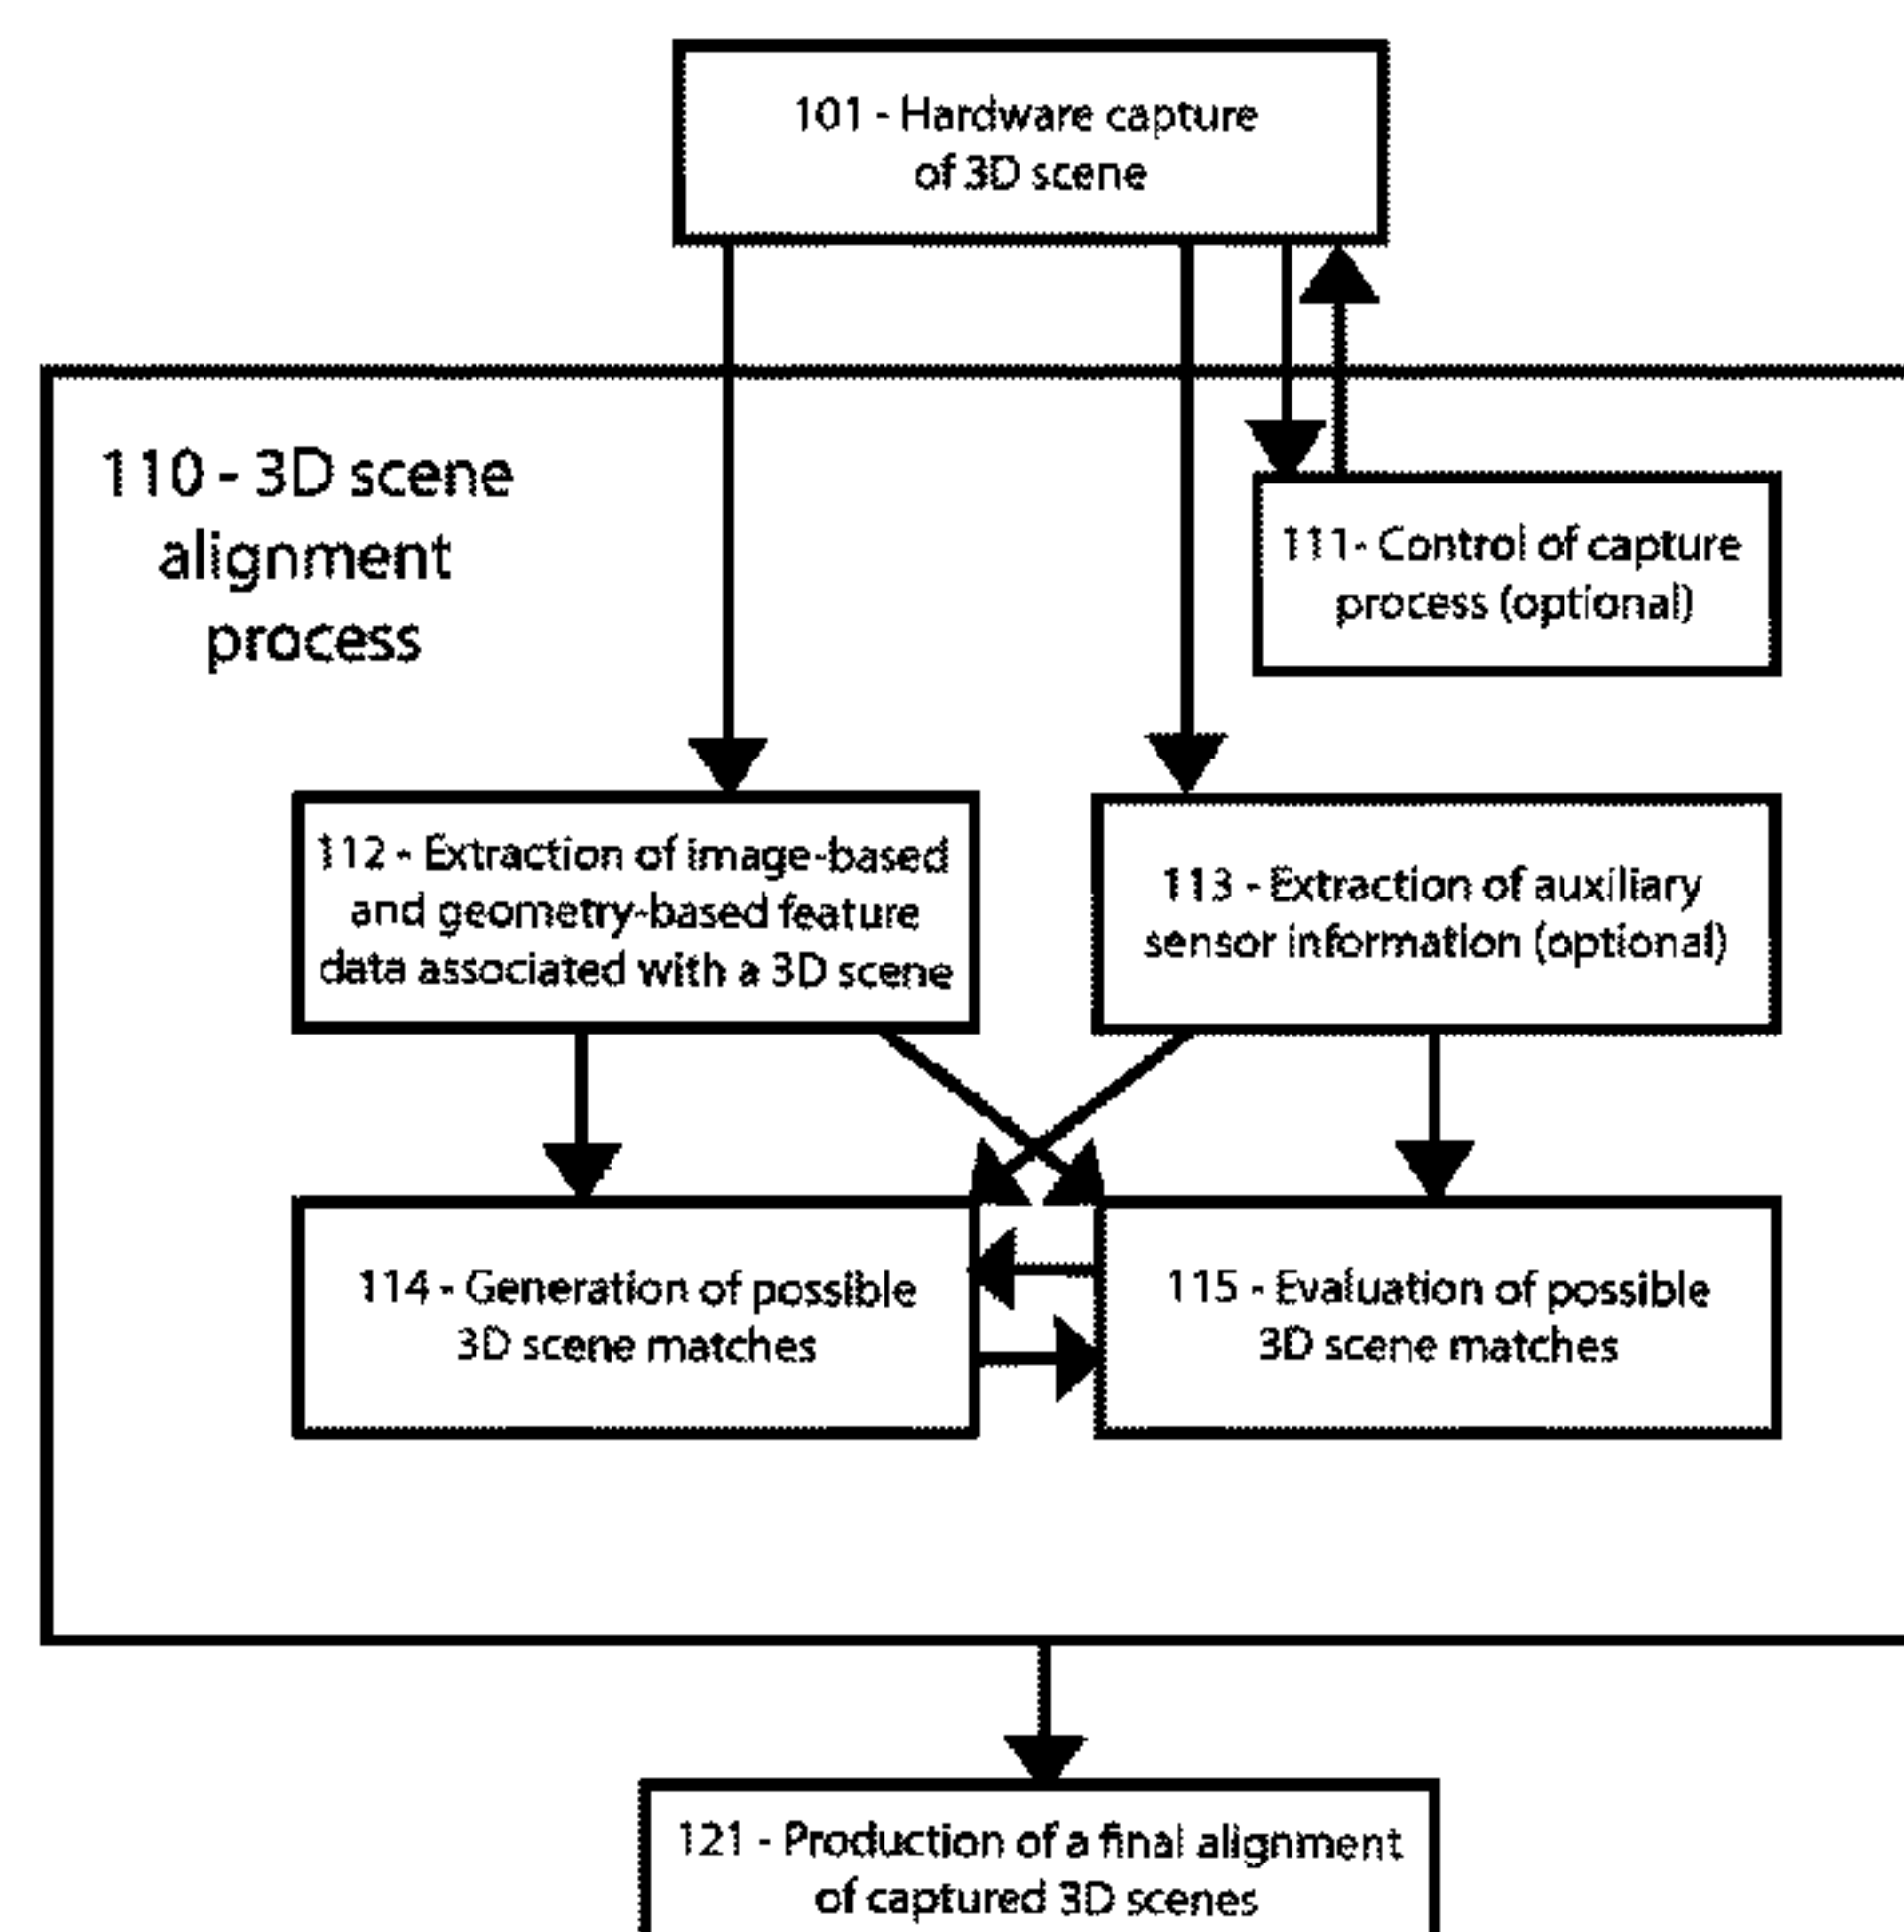 101 - Hardware capture
of 3D scene
110 - 3D scene
alignment
process
111- Control of capture
process (optional)
112 - Extraction of image-based
and geometry-based feature
data associated with a 3D scene
113 - Extraction of auxiliary
sensor information (optional)
114 - Generation of possible
3D scene matches
115 - Evaluation of possible
3D scene matches
121 - Production of a final alignment
of captured 3D scenes